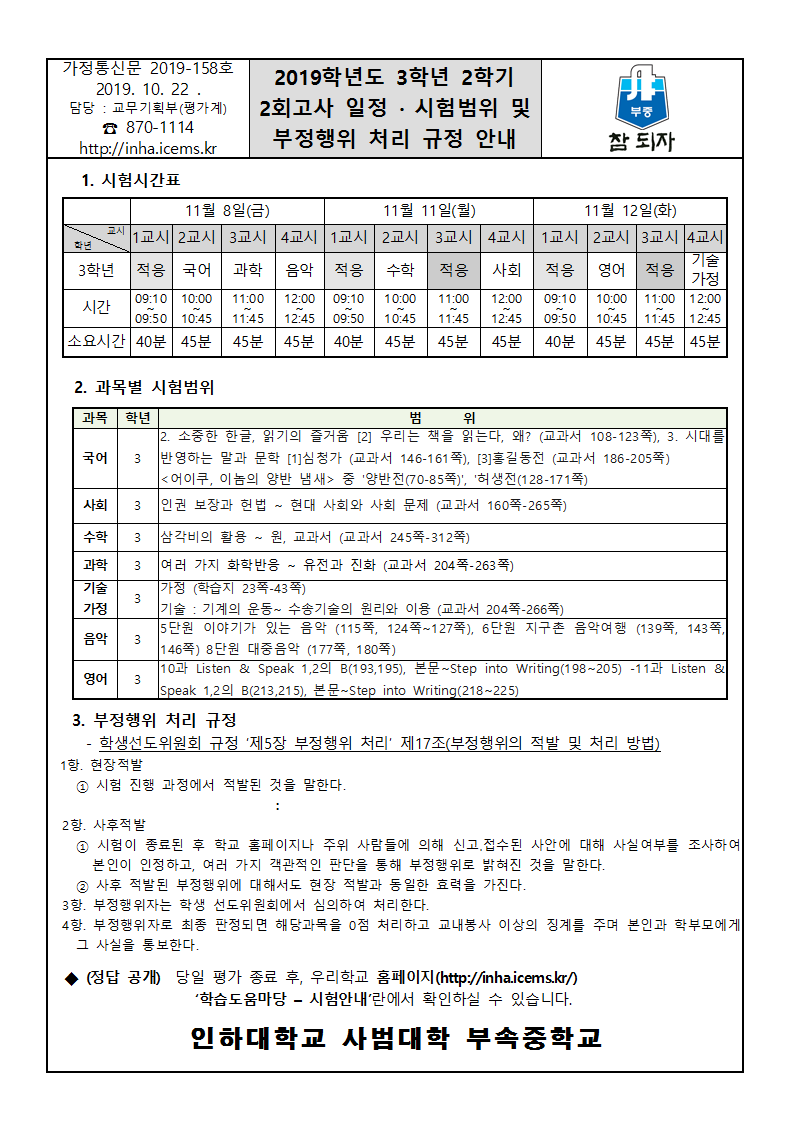 가정통신문 2019-158호
2019. 10. 22 .
담당 : 교무기획부(평가계)
☎ 870-1114
http://inha.icems.kr
2019학년도 3학년 2학기
2회고사 일정 · 시험범위 및
부정행위 처리 규정 안내
부중
참 되자
1. 시험시간표
11월 8일(금) 11월 11일(월) 11월 12일(화)
교시 학년 1교시 2교시 3교시 4교시 1교시 2교시 3교시 4교시 1교시 2교시 3교시 4교시
3학년 적응 국어 과학 음악 적응 수학 적응 사회 적응 영어 적응 기술 가정
시간 09:10 ~ 09:50 10:00 ~ 10:45 11:00 ~ 11:45 12:00 ~ 12:45 09:10 ~ 09:50 10:00 ~ 10:45 11:00 ~ 11:45 12:00 ~ 12:45 09:10 ~ 09:50 10:00 ~ 10:45 11:00 ~ 11:45 12:00 ~ 12:45
소요시간 40분 45분 45분 45분 40분 45분 45분 45분 40분 45분 45분 45분
2. 과목별 시험범위
과목 학년 범 위
국어 3 2. 소중한 한글, 읽기의 즐거움 [2] 우리는 책을 읽는다, 왜? (교과서 108-123쪽), 3. 시대를
반영하는 말과 문학 [1]심청가 (교과서 146-161쪽), [3]홍길동전 (교과서 186-205쪽)
<어이쿠, 이놈의 양반 냄새> 중 '양반전(70-85쪽)', '허생전(128-171쪽)
사회 3 인권 보장과 헌법 ~ 현대 사회와 사회 문제 (교과서 160쪽-265쪽)
수학 3 삼각비의 활용 ~ 원, 교과서 (교과서 245쪽-312쪽)
과학 3 여러 가지 화학반응 ~ 유전과 진화 (교과서 204쪽-263쪽)
기술 가정 3 가정 (학습지 23쪽-43쪽)
기술 : 기계의 운동~ 수송기술의 원리와 이용 (교과서 204쪽-266쪽)
음악 3 5단원 이야기가 있는 음악 (115쪽, 124쪽~127쪽), 6단원 지구촌 음악여행 (139쪽, 143쪽,
146쪽) 8단원 대중음악 (177쪽, 180쪽)
영어 3 10과 Listen & Speak 1,2의 B(193,195), 본문~Step into Writing(198~205) -11과 Listen &
Speak 1,2의 B(213,215), 본문~Step into Writing(218~225)
3. 부정행위 처리 규정
- 학생선도위원회 규정 '제5장 부정행위 처리' 제17조(부정행위의 적발 및 처리 방법)
1항. 현장적발
① 시험 진행 과정에서 적발된 것을 말한다.
:
2항. 사후적발
① 시험이 종료된 후 학교 홈페이지나 주위 사람들에 의해 신고,접수된 사안에 대해 사실여부를 조사하여
본인이 인정하고, 여러 가지 객관적인 판단을 통해 부정행위로 밝혀진 것을 말한다.
② 사후 적발된 부정행위에 대해서도 현장 적발과 동일한 효력을 가진다.
3항. 부정행위자는 학생 선도위원회에서 심의하여 처리한다.
4항. 부정행위자로 최종 판정되면 해당과목을 0점 처리하고 교내봉사 이상의 징계를 주며 본인과 학부모에게
그 사실을 통보한다.
◆ (정답 공개) 당일 평가 종료 후, 우리학교 홈페이지(http://inha.icems.kr/)
'학습도움마당 – 시험안내'란에서 확인하실 수 있습니다.
인하대학교 사범대학 부속중학교